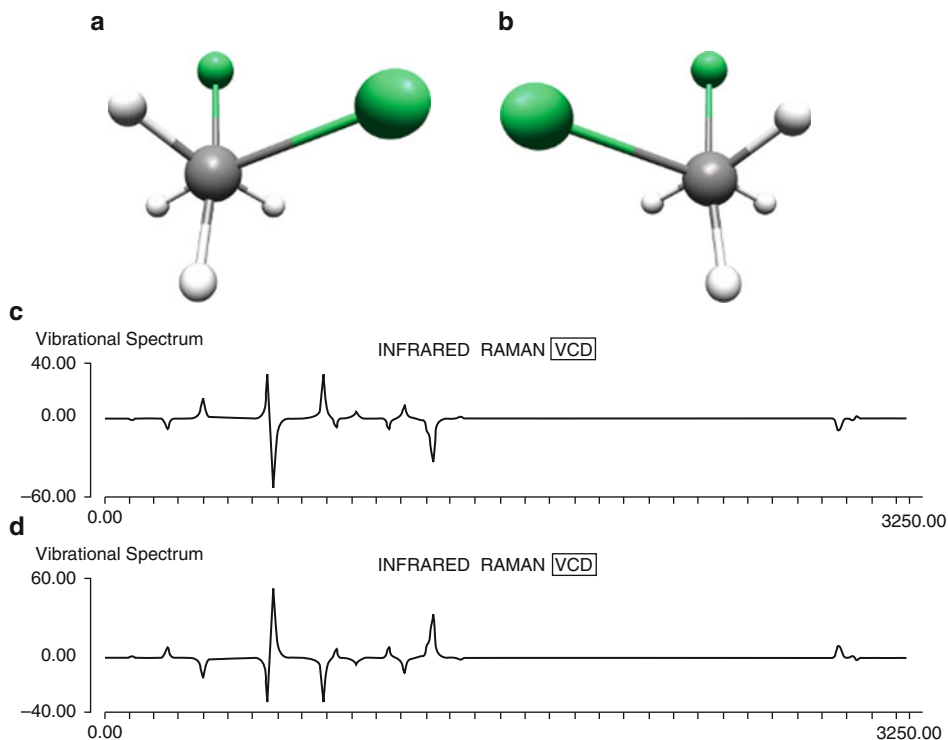 a b
c
Vibrational Spectrum
INFRARED RAMAN VCD
40.00
0.00
–60.00
0.00 3250.00
d
Vibrational Spectrum
INFRARED RAMAN VCD
60.00
0.00
–40.00
0.00 3250.00